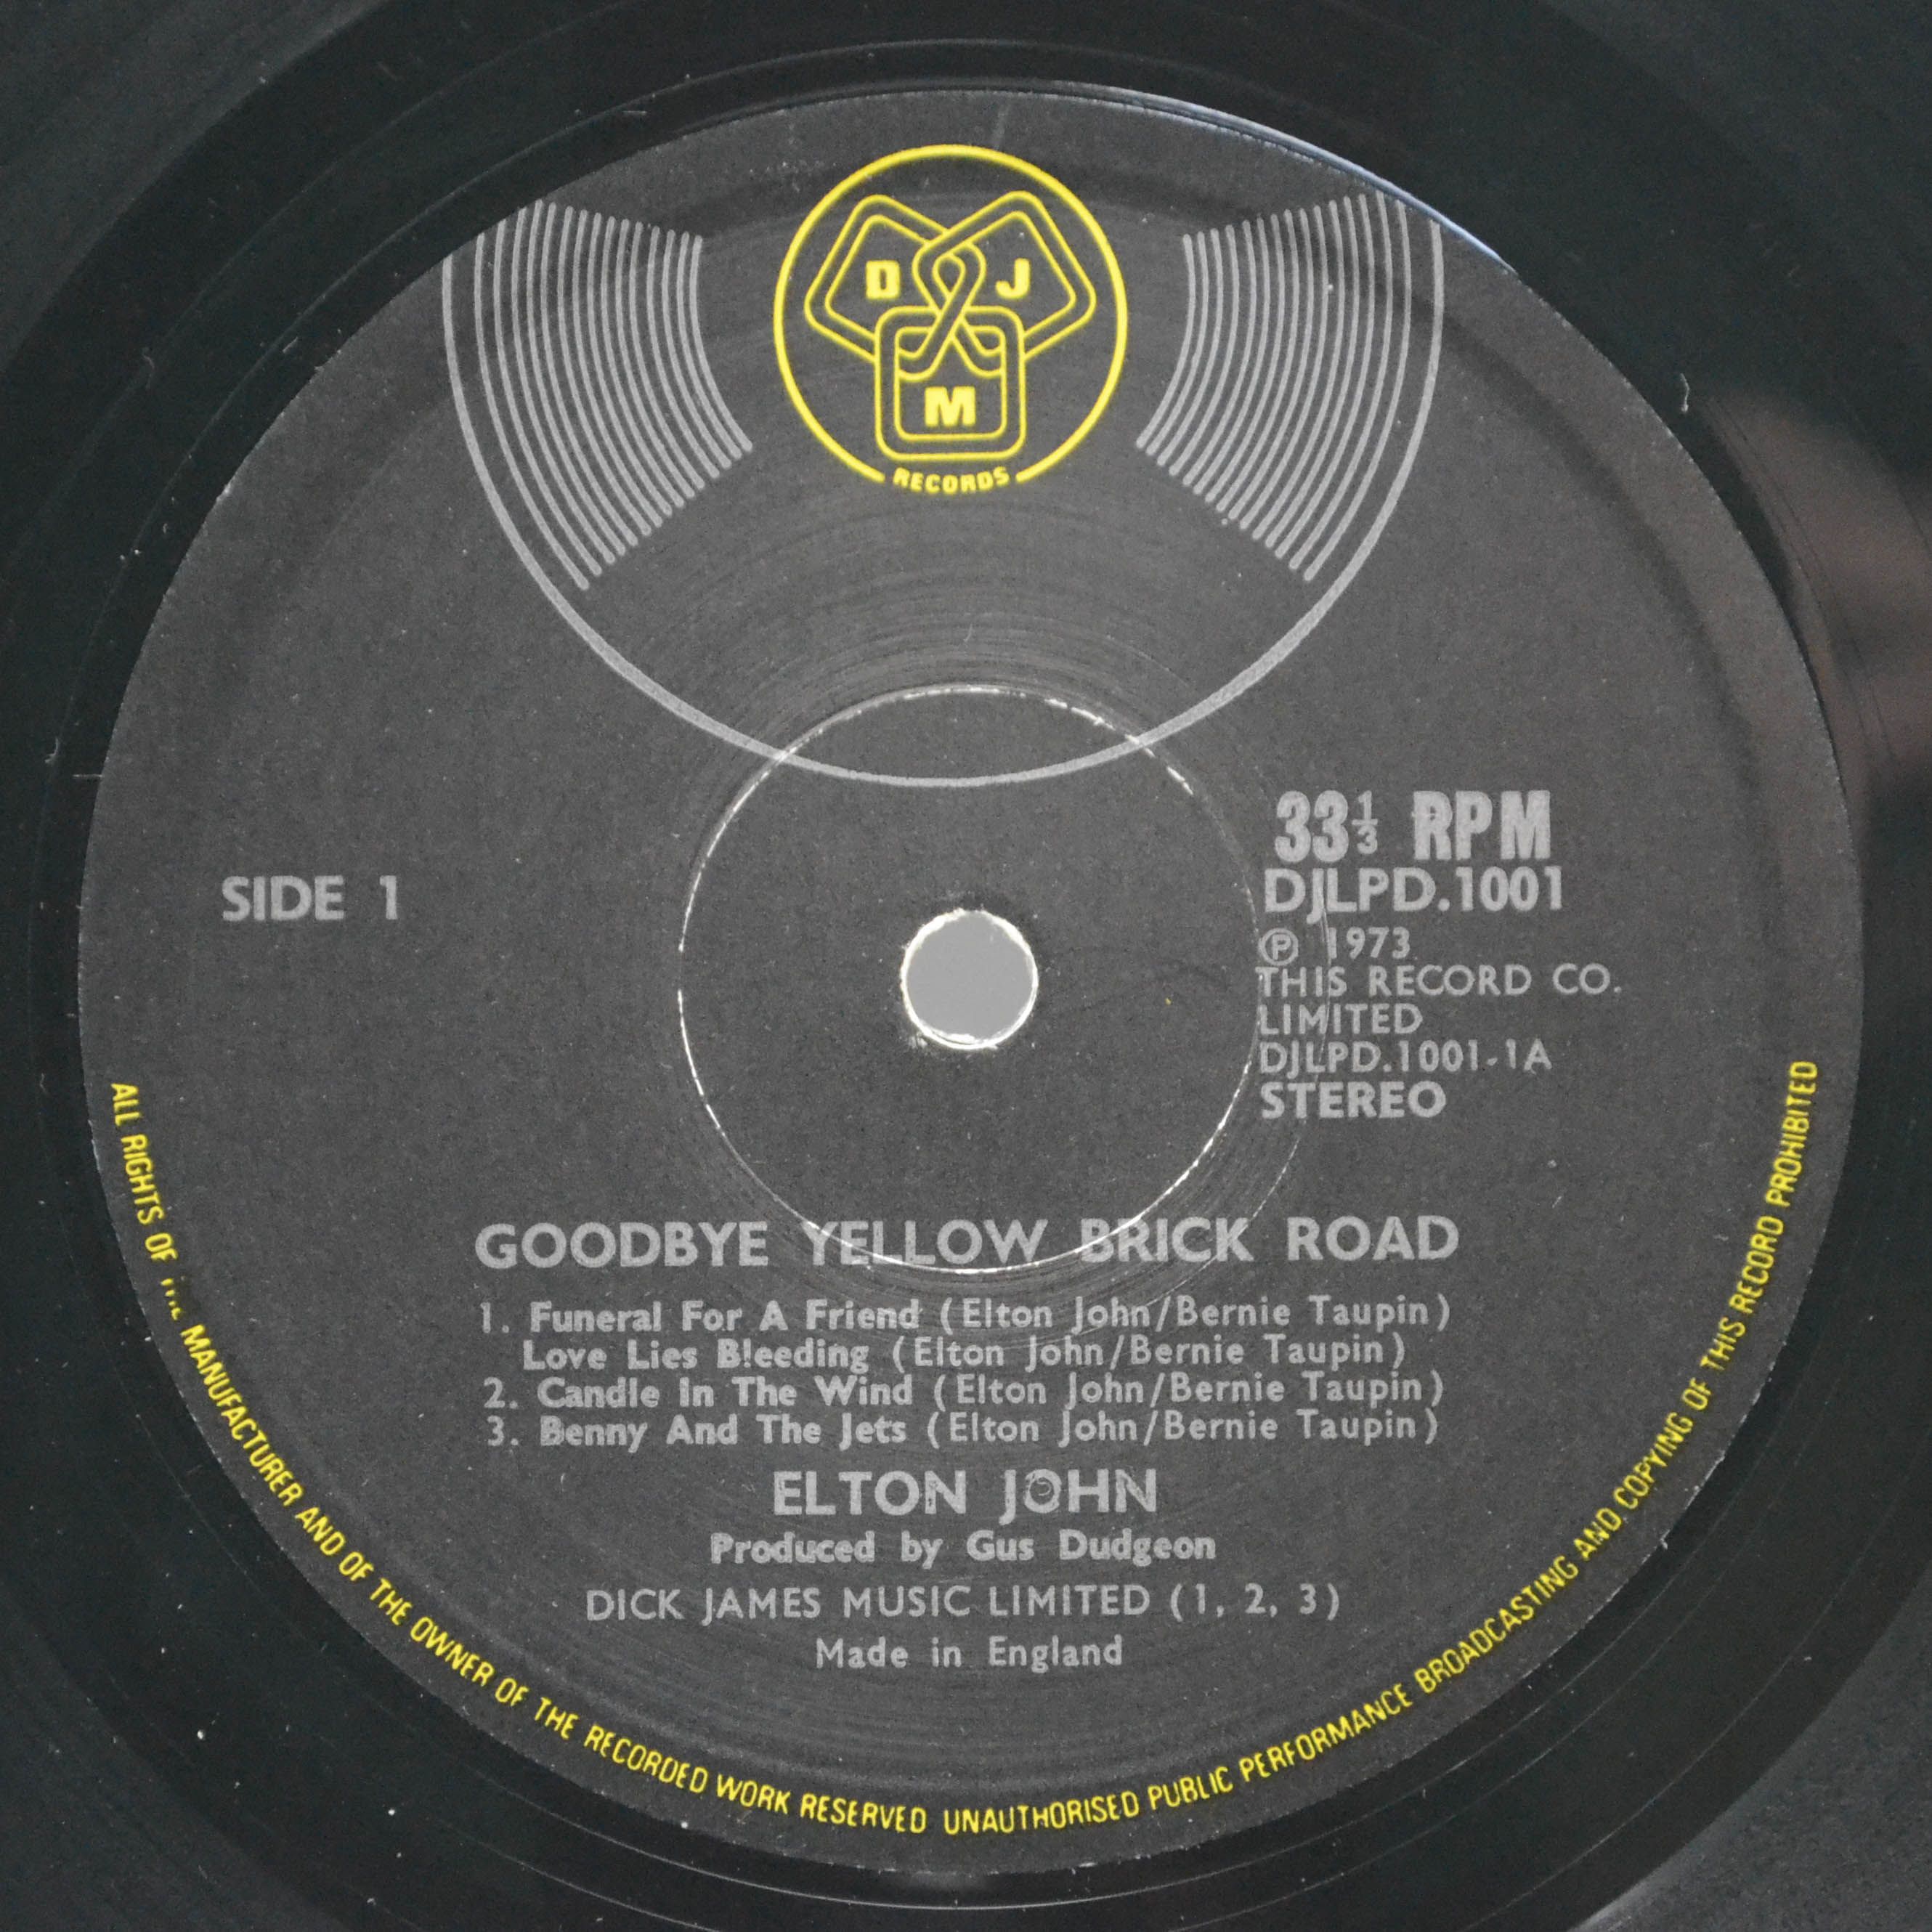 D J
M
RECORDS
33⅓ RPM
SIDE 1
DJLPD.1001
Ⓟ 1973
THIS RECORD CO.
LIMITED
DJLPD.1001-1A
STEREO
GOODBYE YELLOW BRICK ROAD
1. Funeral For A Friend (Elton John/Bernie Taupin)
Love Lies Bleeding (Elton John/Bernie Taupin)
2. Candle In The Wind (Elton John/Bernie Taupin)
3. Benny And The Jets (Elton John/Bernie Taupin)
ELTON JOHN
Produced by Gus Dudgeon
DICK JAMES MUSIC LIMITED (1, 2, 3)
Made in England
ALL RIGHTS OF THE MANUFACTURER AND OF THE OWNER OF THE RECORDED WORK RESERVED UNAUTHORISED PUBLIC PERFORMANCE BROADCASTING AND COPYING OF THIS RECORD PROHIBITED